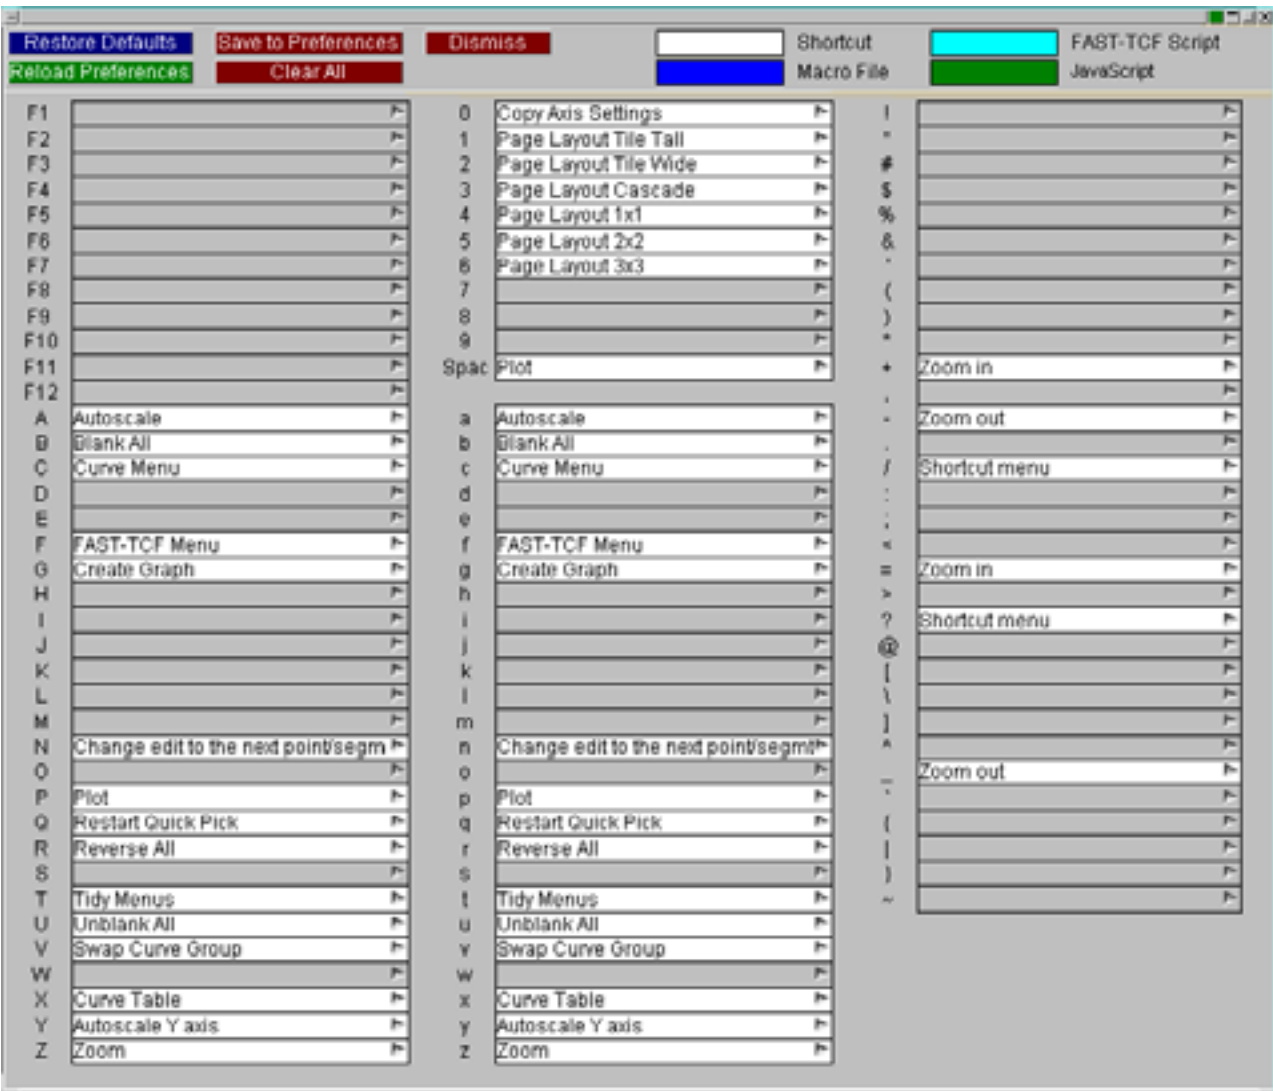 Restore Defaults Save to Preferences Dismiss Shortcut FAST-TCF Script
Reload Preferences Clear All Macro File JavaScript
F1 0 Copy Axis Settings !
F2 1 Page Layout Tile Tall "
F3 2 Page Layout Tile Wide #
F4 3 Page Layout Cascade $
F5 4 Page Layout 1x1 %
F6 5 Page Layout 2x2 &
F7 6 Page Layout 3x3 '
F8 7 (
F9 8 )
F10 9 *
F11 Spac Plot + Zoom in
F12 ,
A Autoscale a Autoscale - Zoom out
B Blank All b Blank All .
C Curve Menu c Curve Menu / Shortcut menu
D d :
E e ;
F FAST-TCF Menu f FAST-TCF Menu <
G Create Graph g Create Graph = Zoom in
H h >
I i ? Shortcut menu
J j @
K k [
L l \
M m ]
N Change edit to the next point/segm n Change edit to the next point/segmt ^
O o _ Zoom out
P Plot p Plot `
Q Restart Quick Pick q Restart Quick Pick {
R Reverse All r Reverse All |
S s }
T Tidy Menus t Tidy Menus ~
U Unblank All u Unblank All
V Swap Curve Group v Swap Curve Group
W w
X Curve Table x Curve Table
Y Autoscale Y axis y Autoscale Y axis
Z Zoom z Zoom